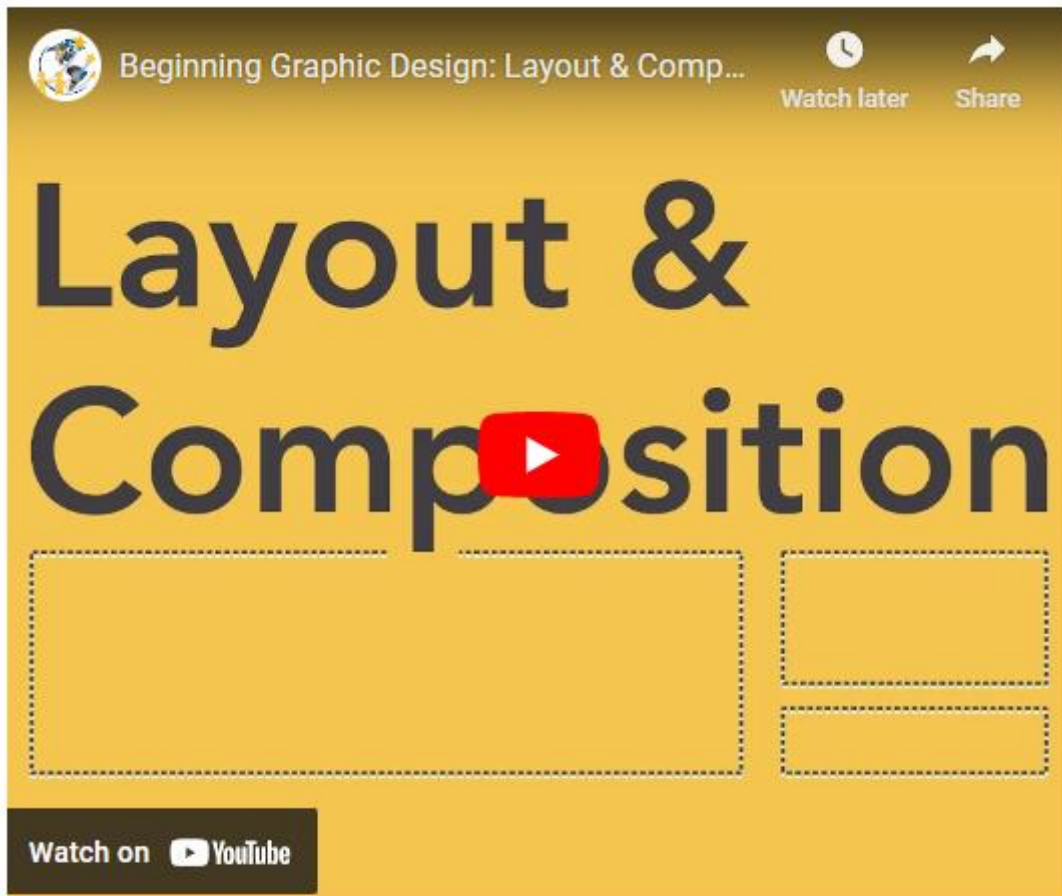 Beginning Graphic Design: Layout & Comp...
Watch later
Share
Layout &
Composition
Watch on YouTube